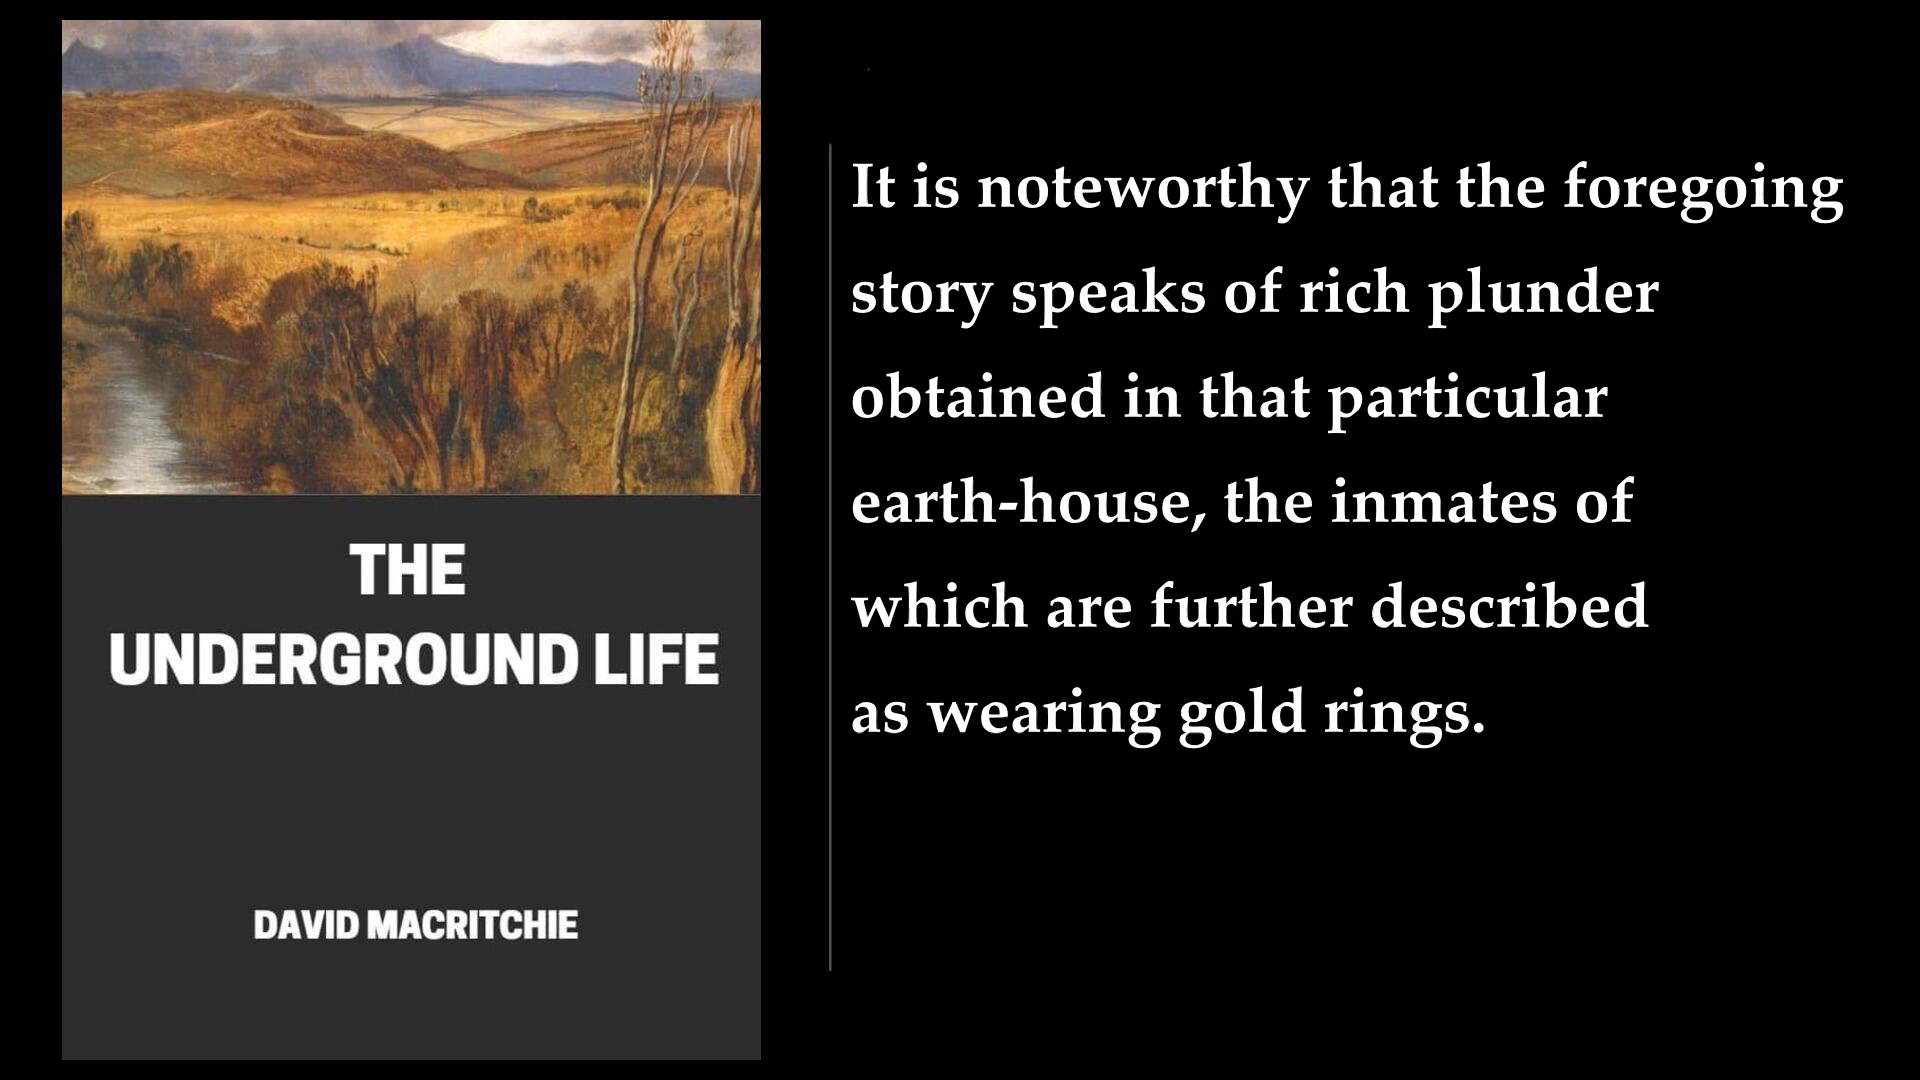 THE
UNDERGROUND LIFE
DAVID MACRITCHIE
It is noteworthy that the foregoing
story speaks of rich plunder
obtained in that particular
earth-house, the inmates of
which are further described
as wearing gold rings.